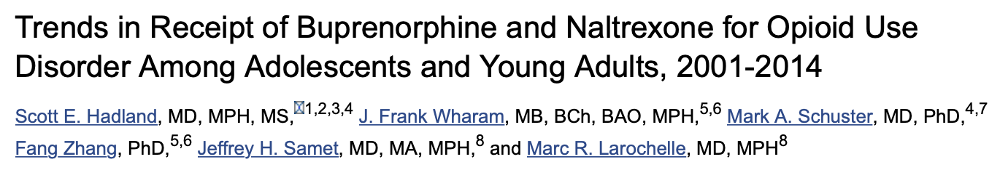 Trends in Receipt of Buprenorphine and Naltrexone for Opioid Use
Disorder Among Adolescents and Young Adults, 2001-2014
Scott E. Hadland, MD, MPH, MS,1,2,3,4 J. Frank Wharam, MB, BCh, BAO, MPH,5,6 Mark A. Schuster, MD, PhD,4,7
Fang Zhang, PhD,5,6 Jeffrey H. Samet, MD, MA, MPH,8 and Marc R. Larochelle, MD, MPH8